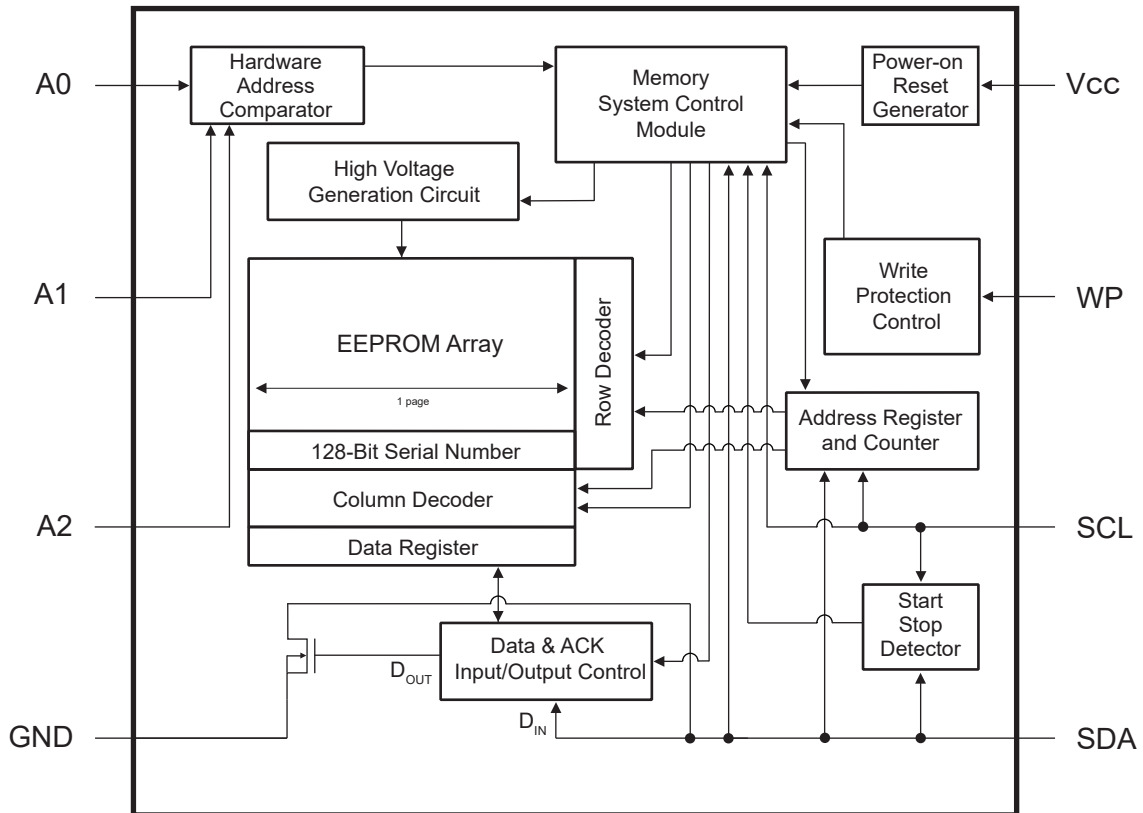 A0
Hardware
Address
Comparator
Memory
System Control
Module
Power-on
Reset
Generator
Vcc
High Voltage
Generation Circuit
A1
EEPROM Array
1 page
Row Decoder
Write
Protection
Control
WP
128-Bit Serial Number
Address Register
and Counter
Column Decoder
A2
Data Register
SCL
Start
Stop
Detector
Data & ACK
Input/Output Control
DOUT
DIN
GND
SDA